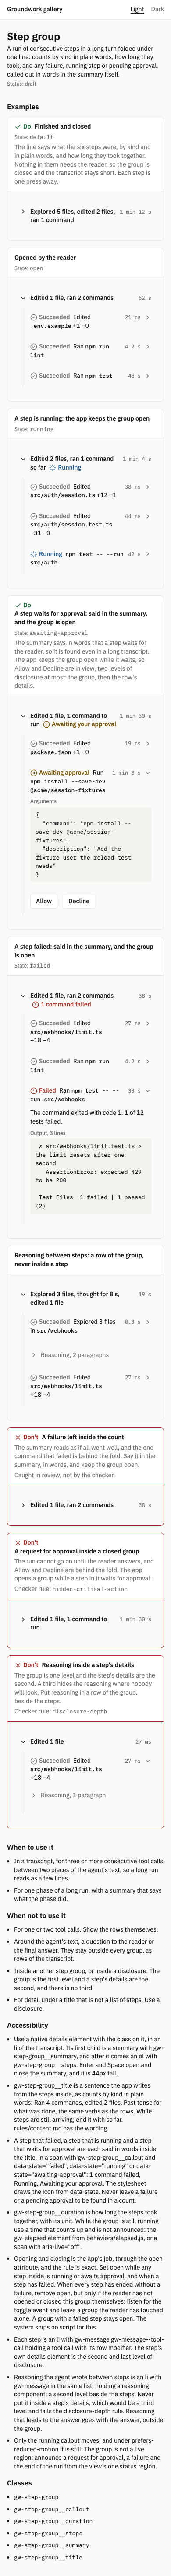 Groundwork gallery
Light Dark
Step group
A run of consecutive steps in a long turn folded under
one line: counts by kind in plain words, how long they
took, and any failure, running step or pending approval
called out in words in the summary itself.
Status: draft
Examples
Do Finished and closed
State: default
The line says what the six steps were, by kind and
in plain words, and how long they took together.
Nothing in them needs the reader, so the group is
closed and the transcript stays short. Each step is
one press away.
Explored 5 files, edited 2 files, 1 min 12 s
ran 1 command
Opened by the reader
State: open
Edited 1 file, ran 2 commands 52 s
Succeeded Edited 21 ms
.env.example +1 −0
Succeeded Ran npm run 4.2 s
lint
Succeeded Ran npm test 48 s
A step is running: the app keeps the group open
State: running
Edited 2 files, ran 1 command 1 min 4 s
so far Running
Succeeded Edited 38 ms
src/auth/session.ts +12 −1
Succeeded Edited 44 ms
src/auth/session.test.ts
+31 −0
Running npm test -- --run 42 s
src/auth
Do
A step waits for approval: said in the summary,
and the group is open
State: awaiting-approval
The summary says in words that a step waits for
the reader, so it is found even in a long transcript.
The app keeps the group open while it waits, so
Allow and Decline are in view, two levels of
disclosure at most: the group, then the row's
details.
Edited 1 file, 1 command to 1 min 30 s
run Awaiting your approval
Succeeded Edited 19 ms
package.json +1 −0
Awaiting approval Run 1 min 8 s
npm install --save-dev
@acme/session-fixtures
Arguments
{
"command": "npm install --
save-dev @acme/session-
fixtures",
"description": "Add the
fixture user the reload test
needs"
}
Allow Decline
A step failed: said in the summary, and the group
is open
State: failed
Edited 1 file, ran 2 commands 38 s
1 command failed
Succeeded Edited 27 ms
src/webhooks/limit.ts
+18 −4
Succeeded Ran npm run 4.2 s
lint
Failed Ran npm test -- -- 33 s
run src/webhooks
The command exited with code 1. 1 of 12
tests failed.
Output, 3 lines
✗ src/webhooks/limit.test.ts >
the limit resets after one
second
AssertionError: expected 429
to be 200
Test Files 1 failed | 1 passed
(2)
Reasoning between steps: a row of the group,
never inside a step
Explored 3 files, thought for 8 s, 19 s
edited 1 file
Succeeded Explored 3 files 8.3 s
in src/webhooks
Reasoning, 2 paragraphs
Succeeded Edited 27 ms
src/webhooks/limit.ts
+18 −4
Don't A failure left inside the count
The summary reads as if all went well, and the one
command that failed is behind the fold. Say it in the
summary, in words, and keep the group open.
Caught in review, not by the checker.
Edited 1 file, ran 2 commands 38 s
Don't
A request for approval inside a closed group
The run cannot go on until the reader answers, and
Allow and Decline are behind the fold. The app
opens a group while a step in it waits for approval.
Checker rule: hidden-critical-action
Edited 1 file, 1 command to 1 min 30 s
run
Don't Reasoning inside a step's details
The group is one level and the step's details are the
second. A third hides the reasoning where nobody
will look. Put reasoning in a row of the group,
beside the steps.
Checker rule: disclosure-depth
Edited 1 file 27 ms
Succeeded Edited 27 ms
src/webhooks/limit.ts
+18 −4
Reasoning, 1 paragraph
When to use it
In a transcript, for three or more consecutive tool calls
between two pieces of the agent's text, so a long run
reads as a few lines.
For one phase of a long run, with a summary that says
what the phase did.
When not to use it
For one or two tool calls. Show the rows themselves.
Around the agent's text, a question to the reader or
the final answer. They stay outside every group, as
rows of the transcript.
Inside another step group, or inside a disclosure. The
group is the first level and a step's details are the
second, and there is no third.
For detail under a title that is not a list of steps. Use a
disclosure.
Accessibility
Use a native details element with the class on it, in an
li of the transcript. Its first child is a summary with gw-
step-group__summary, and after it comes an ol with
gw-step-group__steps. Enter and Space open and
close the summary, and it is 44px tall.
gw-step-group__title is a sentence the app writes
from the steps inside, as counts by kind in plain
words: Ran 4 commands, edited 2 files. Past tense for
what was done, the same verbs as the rows. While
steps are still arriving, end it with so far.
rules/content.md has the wording.
A step that failed, a step that is running and a step
that waits for approval are each said in words inside
the title, in a span with gw-step-group__callout and
data-state="failed", data-state="running" or data-
state="awaiting-approval": 1 command failed,
Running, Awaiting your approval. The stylesheet
draws the icon from data-state. Never leave a failure
or a pending approval to be found in a count.
gw-step-group__duration is how long the steps took
together, with its unit. While the group is still running
use a time that counts up and is not announced: the
gw-elapsed element from behaviors/elapsed.js, or a
span with aria-live="off".
Opening and closing is the app's job, through the open
attribute, and the rule is exact. Set open while any
step inside is running or awaits approval, and when a
step has failed. When every step has ended without a
failure, remove open, but only if the reader has not
opened or closed this group themselves: listen for the
toggle event and leave a group the reader has touched
alone. A group with a failed step stays open. The
system ships no script for this.
Each step is an li with gw-message gw-message--tool-
call holding a tool call with its row modifier. The step's
own details element is the second and last level of
disclosure.
Reasoning the agent wrote between steps is an li with
gw-message in the same list, holding a reasoning
component: a second level beside the steps. Never
put it inside a step's details, which would be a third
level and fails the disclosure-depth rule. Reasoning
that leads to the answer goes with the answer, outside
the group.
Only the running callout moves, and under prefers-
reduced-motion it is still. The group is not a live
region: announce a request for approval, a failure and
the end of the run from the view's one status region.
Classes
gw-step-group
gw-step-group__callout
gw-step-group__duration
gw-step-group__steps
gw-step-group__summary
gw-step-group__title